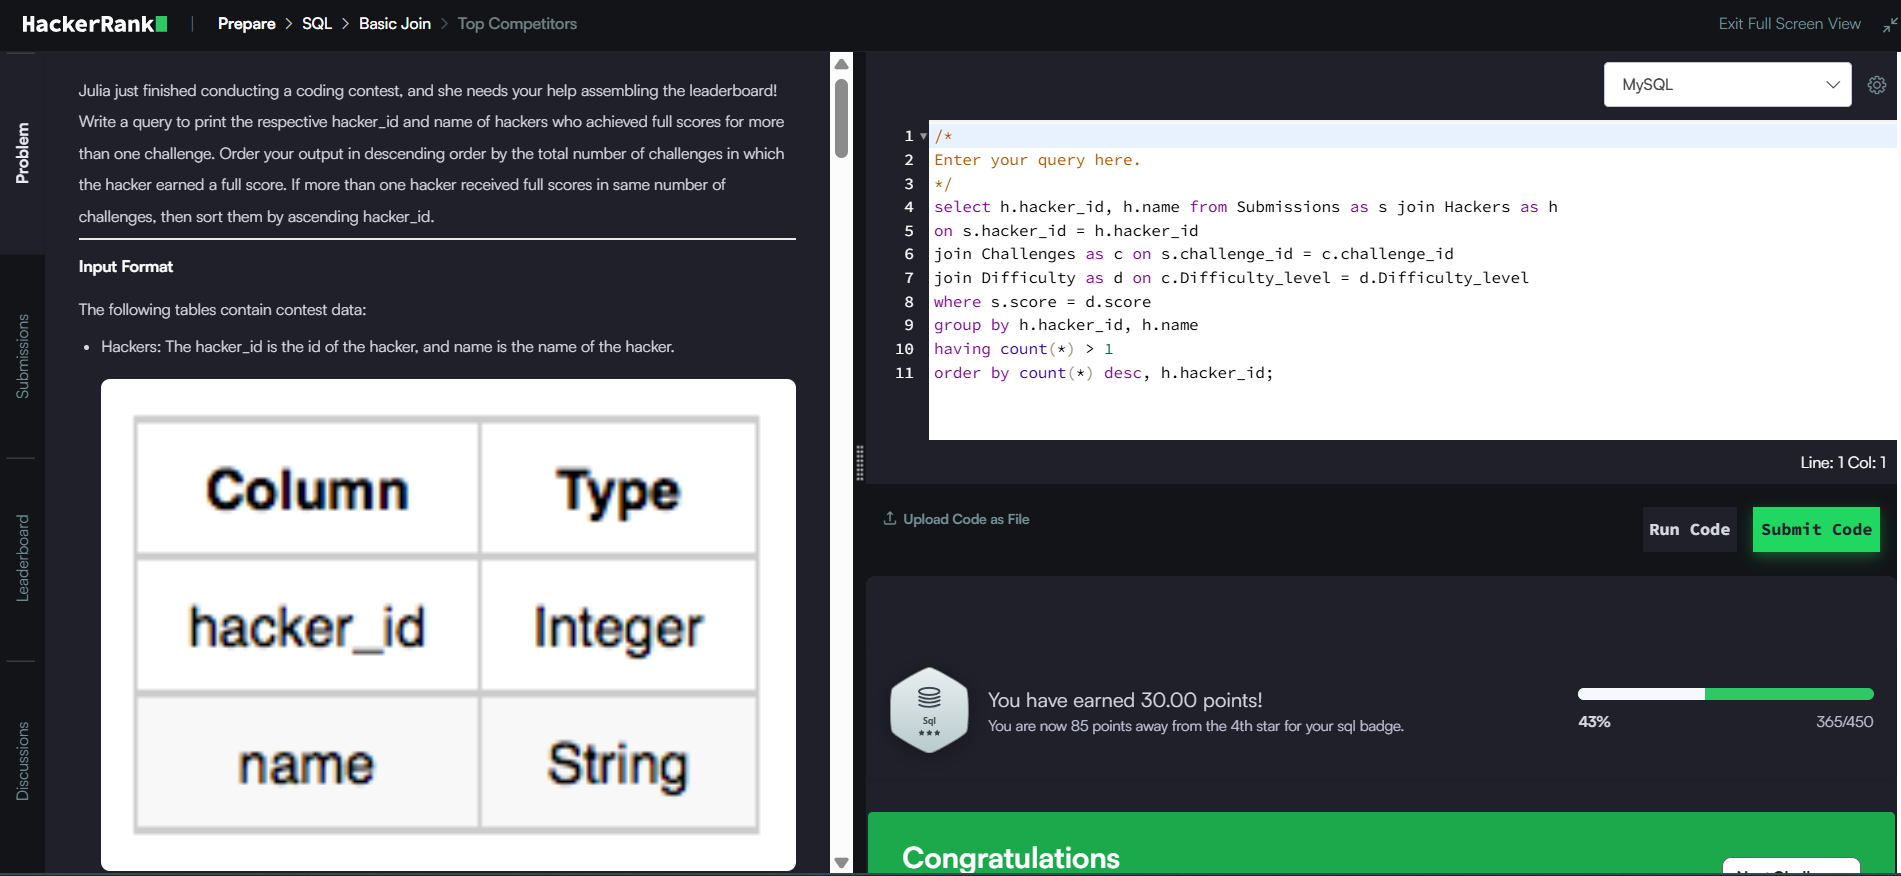 HackerRank
Prepare > SQL > Basic Join > Top Competitors
Exit Full Screen View
Problem
Submissions
Leaderboard
Discussions
Julia just finished conducting a coding contest, and she needs your help assembling the leaderboard!
Write a query to print the respective hacker_id and name of hackers who achieved full scores for more
than one challenge. Order your output in descending order by the total number of challenges in which
the hacker earned a full score. If more than one hacker received full scores in same number of
challenges, then sort them by ascending hacker_id.
Input Format
The following tables contain contest data:
• Hackers: The hacker_id is the id of the hacker, and name is the name of the hacker.
Column Type
hacker_id Integer
name String
MySQL
1 /*
2 Enter your query here.
3 */
4 select h.hacker_id, h.name from Submissions as s join Hackers as h
5 on s.hacker_id = h.hacker_id
6 join Challenges as c on s.challenge_id = c.challenge_id
7 join Difficulty as d on c.Difficulty_level = d.Difficulty_level
8 where s.score = d.score
9 group by h.hacker_id, h.name
10 having count(*) > 1
11 order by count(*) desc, h.hacker_id;
Line: 1 Col: 1
Upload Code as File
Run Code
Submit Code
Sql
You have earned 30.00 points!
You are now 85 points away from the 4th star for your sql badge.
43%
365/450
Congratulations